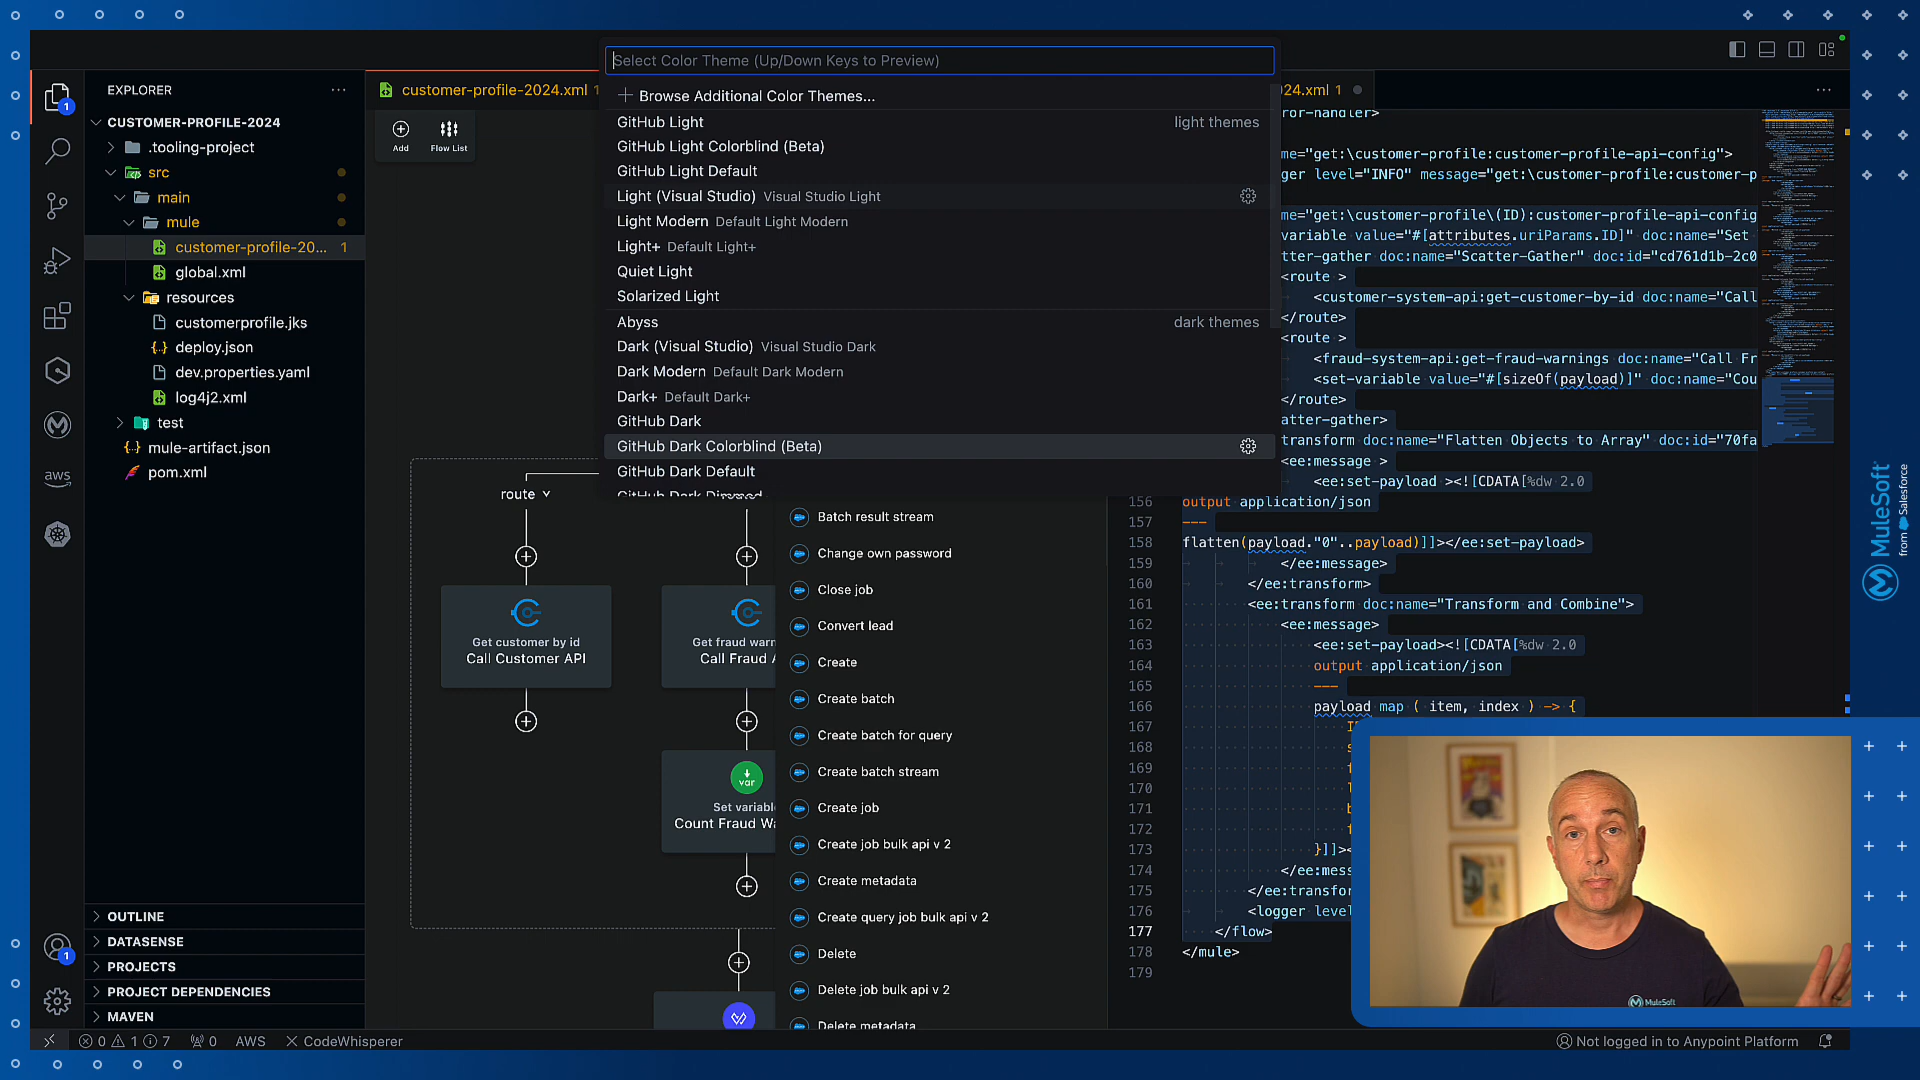 Select Color Theme (Up/Down Keys to Preview)
Browse Additional Color Themes...
GitHub Light
light themes
GitHub Light Colorblind (Beta)
GitHub Light Default
Light (Visual Studio) Visual Studio Light
Light Modern Default Light Modern
Light+ Default Light+
Quiet Light
Solarized Light
Abyss
dark themes
Dark (Visual Studio) Visual Studio Dark
Dark Modern Default Dark Modern
Dark+ Default Dark+
GitHub Dark
GitHub Dark Colorblind (Beta)
GitHub Dark Default
GitHub Dark Dimmed
EXPLORER
CUSTOMER-PROFILE-2024
.tooling-project
src
main
mule
customer-profile-20... 1
global.xml
resources
customerprofile.jks
deploy.json
dev.properties.yaml
log4j2.xml
test
mule-artifact.json
pom.xml
1
aws
1
OUTLINE
DATASENSE
PROJECTS
PROJECT DEPENDENCIES
MAVEN
customer-profile-2024.xml 1
Add
Flow List
route
Get customer by id
Call Customer API
Get fraud warn
Call Fraud A
var
Set variable
Count Fraud Wa
Batch result stream
Change own password
Close job
Convert lead
Create
Create batch
Create batch for query
Create batch stream
Create job
Create job bulk api v 2
Create metadata
Create query job bulk api v 2
Delete
Delete job bulk api v 2
Delete metadata
24.xml 1
ror-handler>
me="get:\customer-profile:customer-profile-api-config">
ger level="INFO" message="get:\customer-profile:customer-p
me="get:\customer-profile\(ID):customer-profile-api-config
variable value="#[attributes.uriParams.ID]" doc:name="Set
tter-gather doc:name="Scatter-Gather" doc:id="cd761d1b-2c0
<route >
<customer-system-api:get-customer-by-id doc:name="Call
</route>
<route >
<fraud-system-api:get-fraud-warnings doc:name="Call Fr
<set-variable value="#[sizeOf(payload)]" doc:name="Cou
</route>
atter-gather>
transform doc:name="Flatten Objects to Array" doc:id="70fa
<ee:message >
<ee:set-payload ><![CDATA[%dw 2.0
156 output application/json
157 ---
158 flatten(payload."0"..payload)]]></ee:set-payload>
159 </ee:message>
160 </ee:transform>
161 <ee:transform doc:name="Transform and Combine">
162 <ee:message>
163 <ee:set-payload><![CDATA[%dw 2.0
164 output application/json
165 ---
166 payload map ( item, index ) -> {
167
168
169
170
171
172
173 }]]><
174 </ee:mess
175 </ee:transfor
176 <logger level
177 </flow>
178 </mule>
179
MuleSoft
from Salesforce
MuleSoft
0 1 7
0
AWS
CodeWhisperer
Not logged in to Anypoint Platform